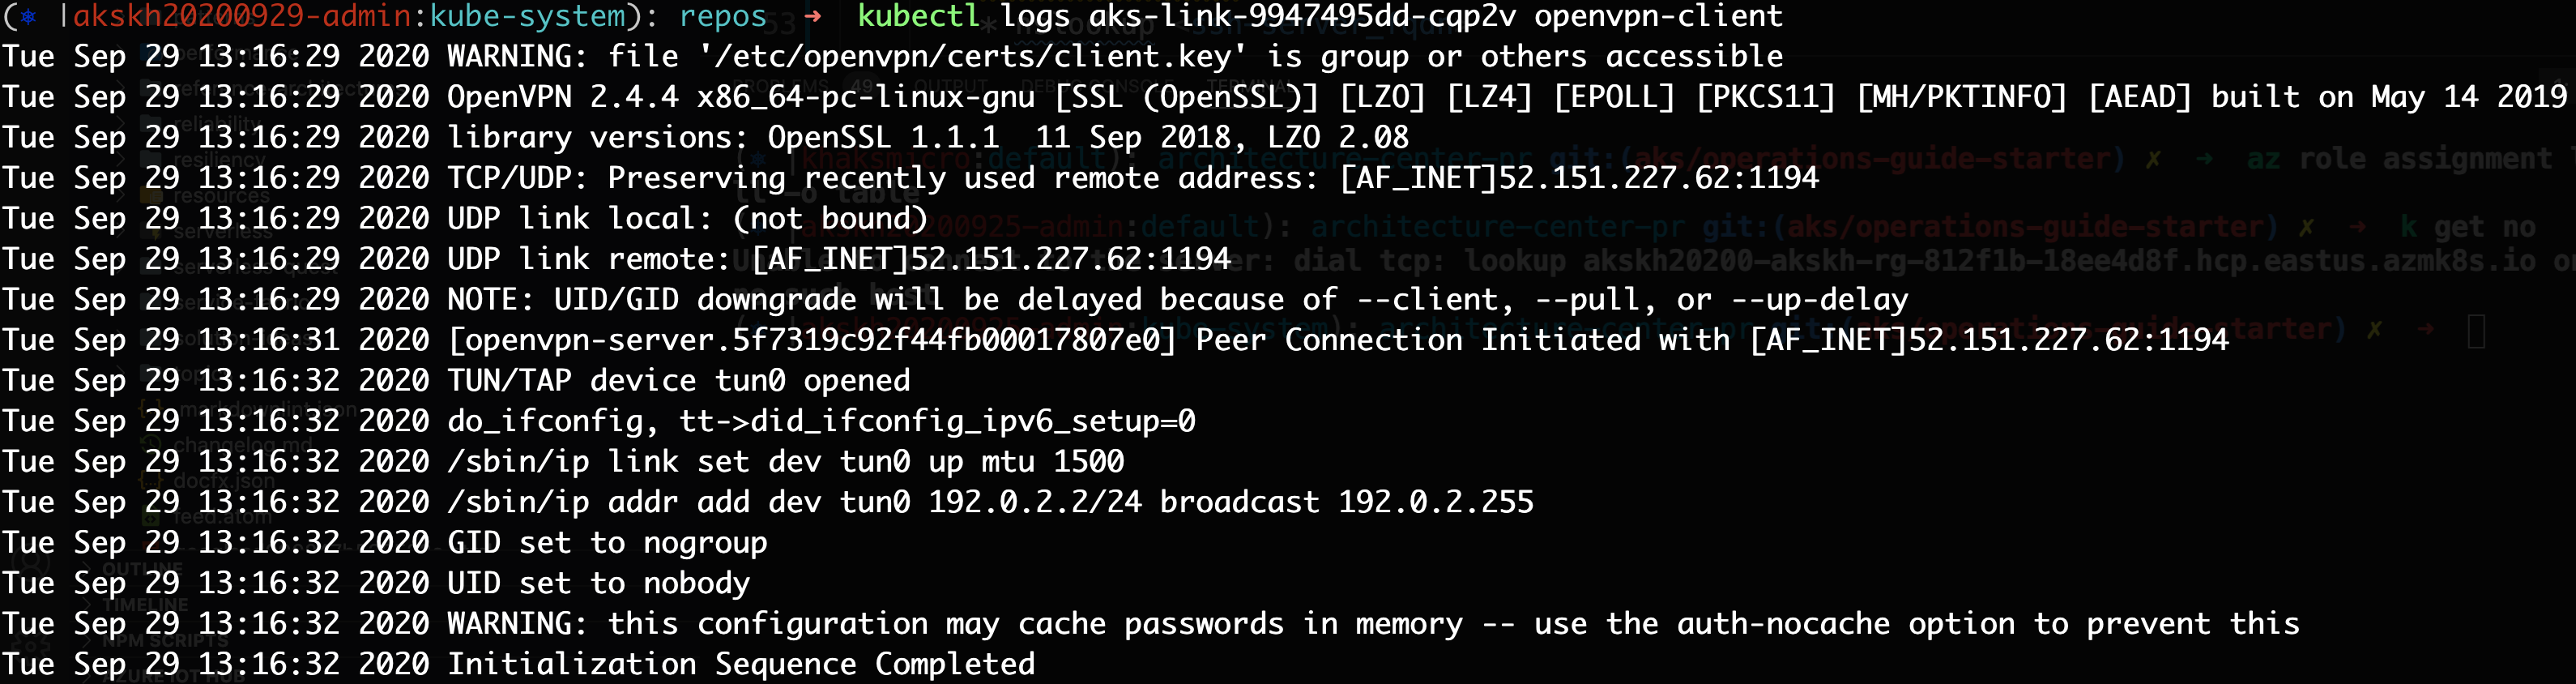 (⎈ |akskh20200929-admin:kube-system): repos ➜ kubectl logs aks-link-9947495dd-cqp2v openvpn-client
Tue Sep 29 13:16:29 2020 WARNING: file '/etc/openvpn/certs/client.key' is group or others accessible
Tue Sep 29 13:16:29 2020 OpenVPN 2.4.4 x86_64-pc-linux-gnu [SSL (OpenSSL)] [LZO] [LZ4] [EPOLL] [PKCS11] [MH/PKTINFO] [AEAD] built on May 14 2019
Tue Sep 29 13:16:29 2020 library versions: OpenSSL 1.1.1  11 Sep 2018, LZO 2.08
Tue Sep 29 13:16:29 2020 TCP/UDP: Preserving recently used remote address: [AF_INET]52.151.227.62:1194
Tue Sep 29 13:16:29 2020 UDP link local: (not bound)
Tue Sep 29 13:16:29 2020 UDP link remote: [AF_INET]52.151.227.62:1194
Tue Sep 29 13:16:29 2020 NOTE: UID/GID downgrade will be delayed because of --client, --pull, or --up-delay
Tue Sep 29 13:16:31 2020 [openvpn-server.5f7319c92f44fb00017807e0] Peer Connection Initiated with [AF_INET]52.151.227.62:1194
Tue Sep 29 13:16:32 2020 TUN/TAP device tun0 opened
Tue Sep 29 13:16:32 2020 do_ifconfig, tt->did_ifconfig_ipv6_setup=0
Tue Sep 29 13:16:32 2020 /sbin/ip link set dev tun0 up mtu 1500
Tue Sep 29 13:16:32 2020 /sbin/ip addr add dev tun0 192.0.2.2/24 broadcast 192.0.2.255
Tue Sep 29 13:16:32 2020 GID set to nogroup
Tue Sep 29 13:16:32 2020 UID set to nobody
Tue Sep 29 13:16:32 2020 WARNING: this configuration may cache passwords in memory -- use the auth-nocache option to prevent this
Tue Sep 29 13:16:32 2020 Initialization Sequence Completed